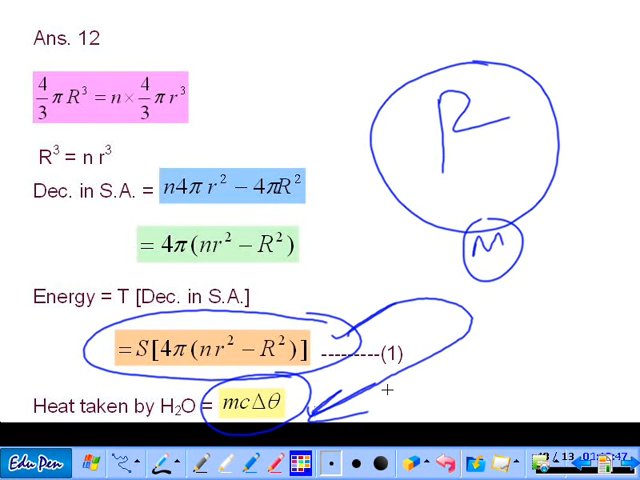 Ans. 12
R
4/3 π R³ = n × 4/3 π r³
R³ = n r³
Dec. in S.A. = n4π r² − 4πR²
M
= 4π (nr² − R²)
Energy = T [Dec. in S.A.]
= S[4π (nr² − R²)] ---------(1)
Heat taken by H₂O = mcΔθ
Edu Pen
/ 13